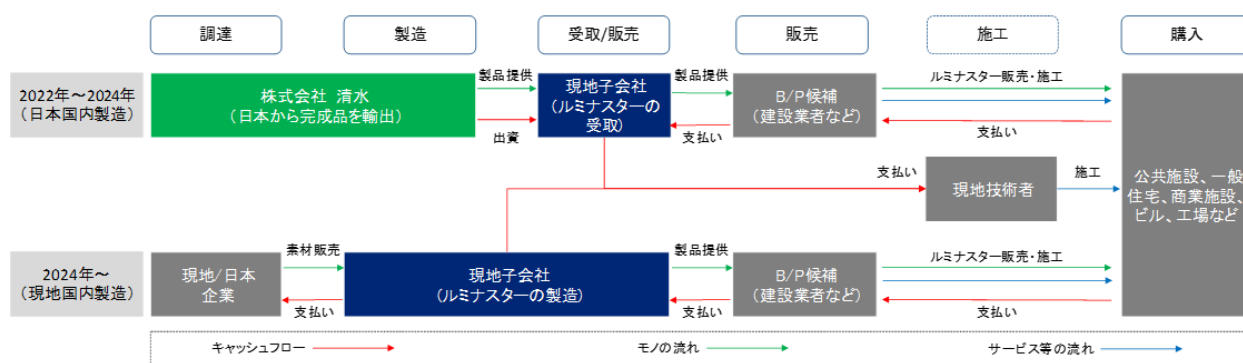 調達
製造
受取/販売
販売
施工
購入
2022年～2024年
（日本国内製造）
株式会社 清水
（日本から完成品を輸出）
製品提供
出資
現地子会社
（ルミナスターの
受取）
製品提供
支払い
B/P候補
（建設業者など）
ルミナスター販売・施工
支払い
支払い
現地技術者
施工
公共施設、一般
住宅、商業施設、
ビル、工場など
2024年～
（現地国内製造）
現地/日本
企業
素材販売
支払い
現地子会社
（ルミナスターの製造）
製品提供
支払い
B/P候補
（建設業者など）
ルミナスター販売・施工
支払い
キャッシュフロー
モノの流れ
サービス等の流れ